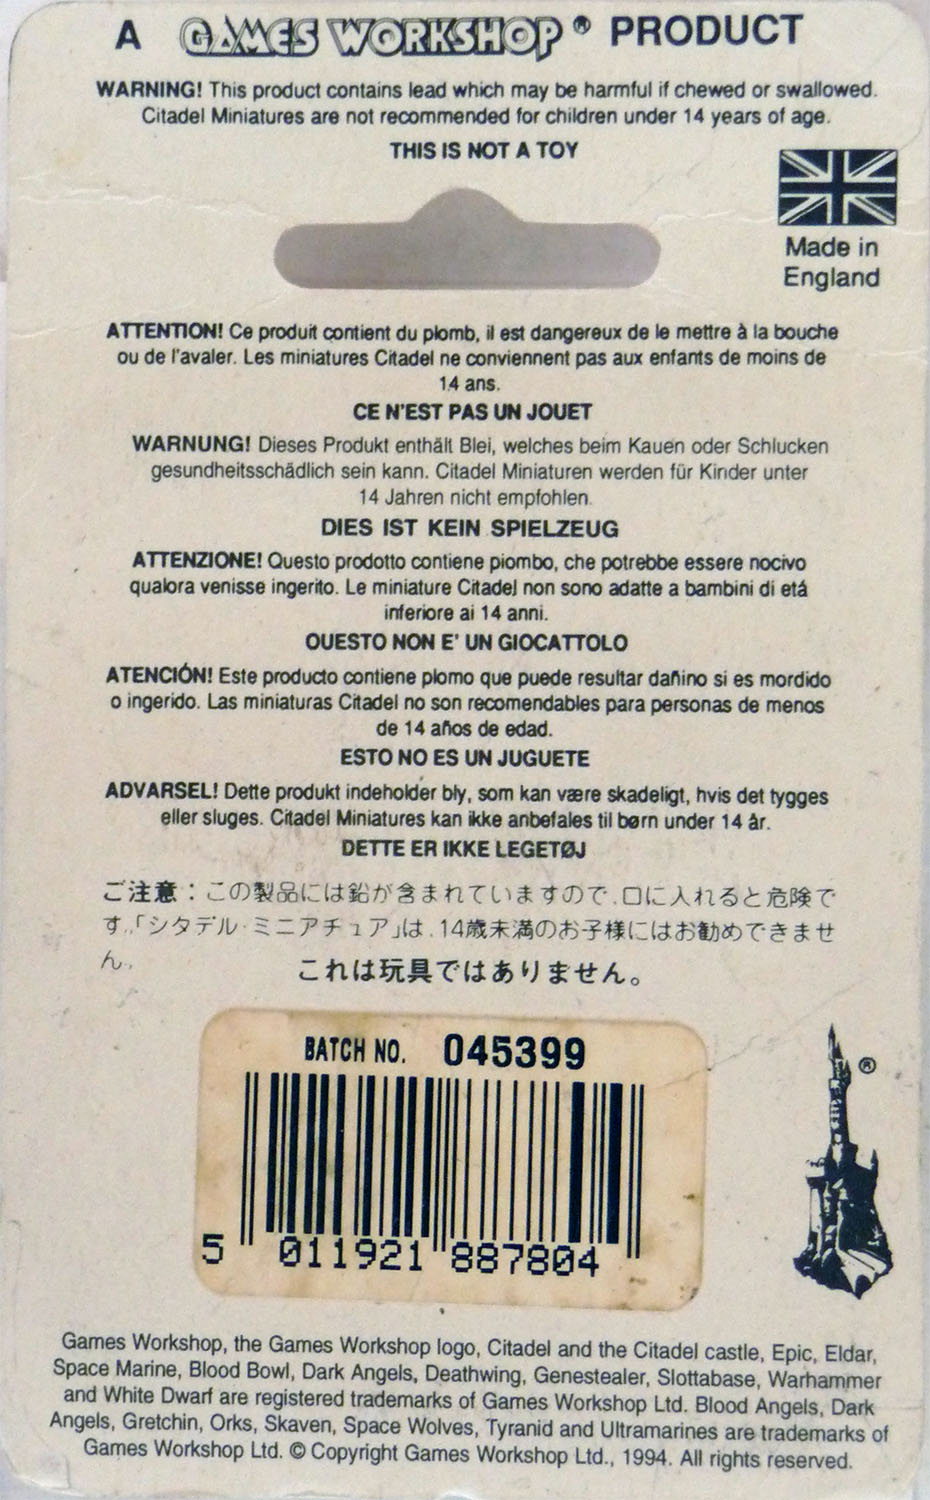 A GAMES WORKSHOP® PRODUCT
WARNING! This product contains lead which may be harmful if chewed or swallowed.
Citadel Miniatures are not recommended for children under 14 years of age.
THIS IS NOT A TOY
Made in
England
ATTENTION! Ce produit contient du plomb, il est dangereux de le mettre à la bouche
ou de l'avaler. Les miniatures Citadel ne conviennent pas aux enfants de moins de
14 ans.
CE N'EST PAS UN JOUET
WARNUNG! Dieses Produkt enthält Blei, welches beim Kauen oder Schlucken
gesundheitsschädlich sein kann. Citadel Miniaturen werden für Kinder unter
14 Jahren nicht empfohlen.
DIES IST KEIN SPIELZEUG
ATTENZIONE! Questo prodotto contiene piombo, che potrebbe essere nocivo
qualora venisse ingerito. Le miniature Citadel non sono adatte a bambini di etá
inferiore ai 14 anni.
QUESTO NON E' UN GIOCATTOLO
ATENCIÓN! Este producto contiene plomo que puede resultar dañino si es mordido
o ingerido. Las miniaturas Citadel no son recomendables para personas de menos
de 14 años de edad.
ESTO NO ES UN JUGUETE
ADVARSEL! Dette produkt indeholder bly, som kan være skadeligt, hvis det tygges
eller sluges. Citadel Miniatures kan ikke anbefales til børn under 14 år.
DETTE ER IKKE LEGETØJ
ご注意：この製品には鉛が含まれていますので、口に入れると危険で
す。「シタデル・ミニアチュア」は、14歳未満のお子様にはお勧めできませ
ん。
これは玩具ではありません。
BATCH NO. 045399
®
5 011921 887804
Games Workshop, the Games Workshop logo, Citadel and the Citadel castle, Epic, Eldar,
Space Marine, Blood Bowl, Dark Angels, Deathwing, Genestealer, Slottabase, Warhammer
and White Dwarf are registered trademarks of Games Workshop Ltd. Blood Angels, Dark
Angels, Gretchin, Orks, Skaven, Space Wolves, Tyranid and Ultramarines are trademarks of
Games Workshop Ltd. © Copyright Games Workshop Ltd., 1994. All rights reserved.